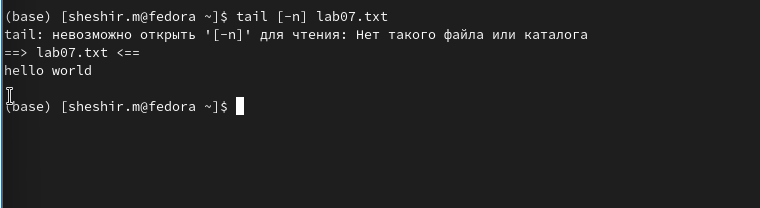 (base) [sheshir.m@fedora ~]$ tail [-n] lab07.txt
tail: невозможно открыть '[-n]' для чтения: Нет такого файла или каталога
==> lab07.txt <==
hello world
(base) [sheshir.m@fedora ~]$